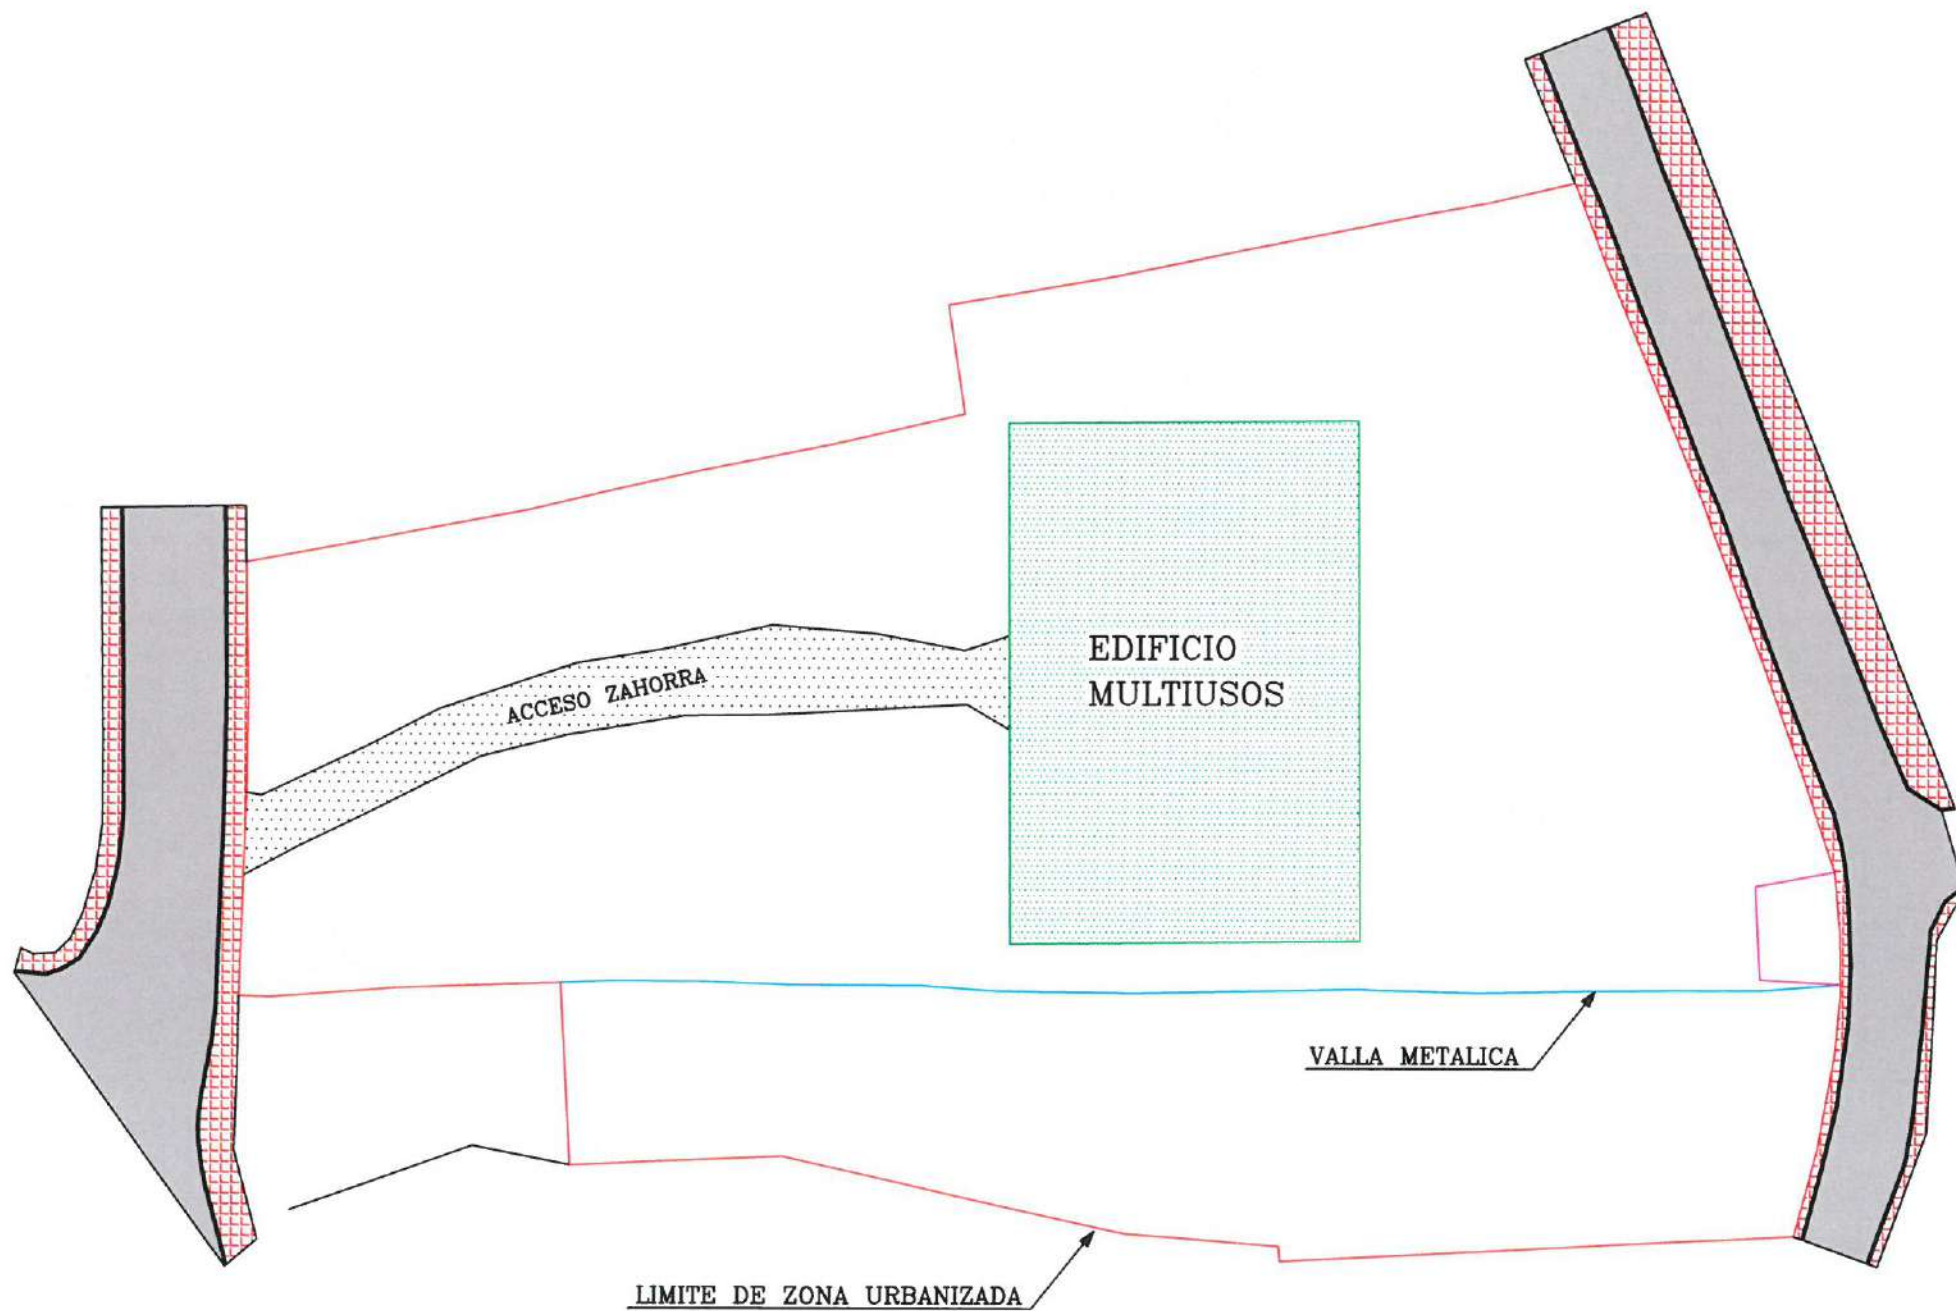 EDIFICIO
MULTIUSOS
ACCESO ZAHORRA
VALLA METALICA
LIMITE DE ZONA URBANIZADA